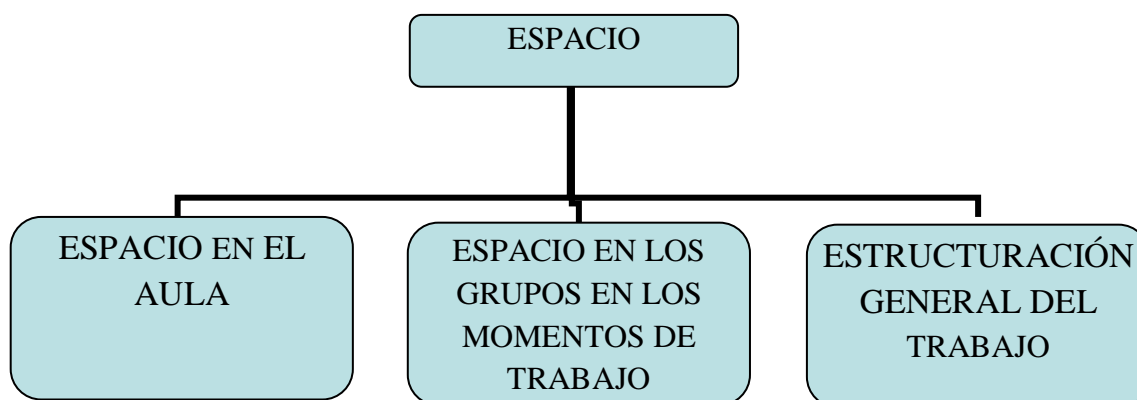 ESPACIO
ESPACIO EN EL
AULA
ESPACIO EN LOS
GRUPOS EN LOS
MOMENTOS DE
TRABAJO
ESTRUCTURACIÓN
GENERAL DEL
TRABAJO